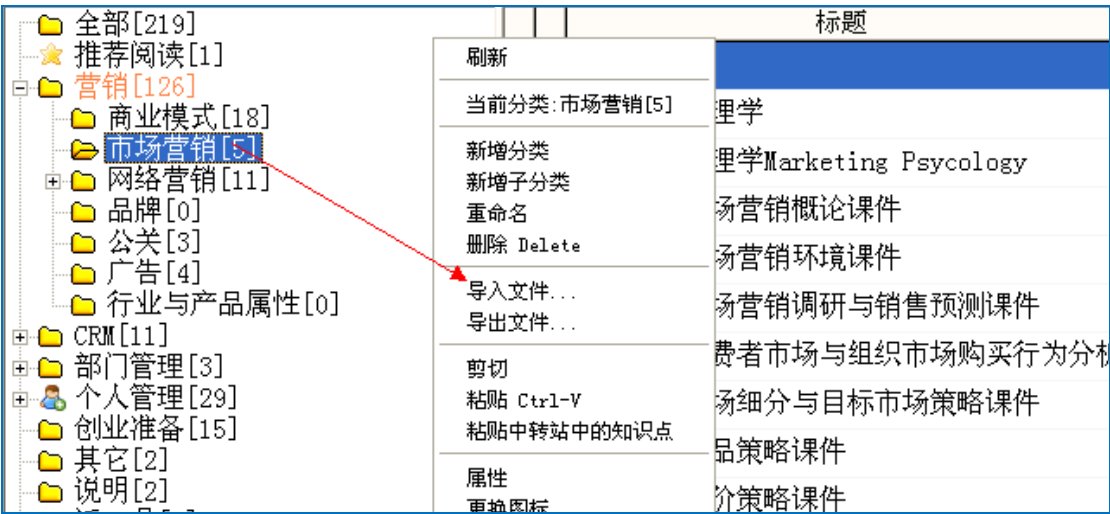 全部[219]
推荐阅读[1]
营销[126]
商业模式[18]
市场营销[5]
网络营销[11]
品牌[0]
公关[3]
广告[4]
行业与产品属性[0]
CRM[11]
部门管理[3]
个人管理[29]
创业准备[15]
其它[2]
说明[2]
刷新
当前分类:市场营销[5]
新增分类
新增子分类
重命名
删除 Delete
导入文件...
导出文件...
剪切
粘贴 Ctrl-V
粘贴中转站中的知识点
属性
更换图标
标题
理学
理学Marketing Psycology
场营销概论课件
场营销环境课件
场营销调研与销售预测课件
费者市场与组织市场购买行为分析
场细分与目标市场策略课件
品策略课件
价策略课件